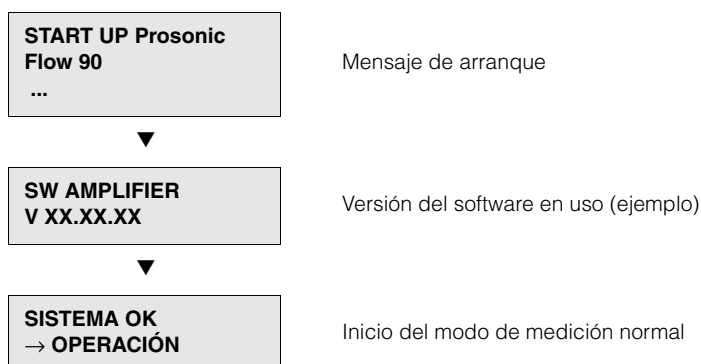 START UP Prosonic
Flow 90
...
Mensaje de arranque
▼
SW AMPLIFIER
V XX.XX.XX
Versión del software en uso (ejemplo)
▼
SISTEMA OK
→ OPERACIÓN
Inicio del modo de medición normal